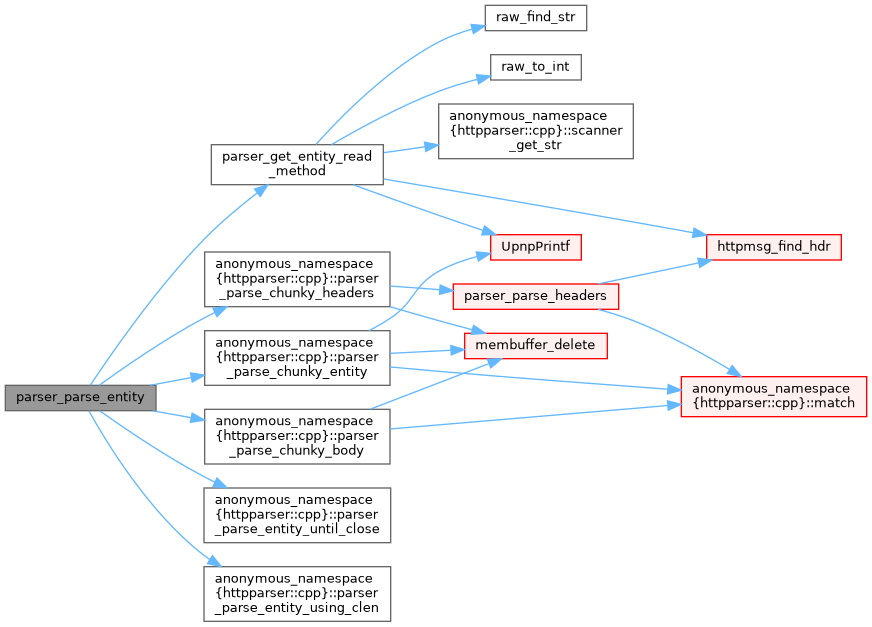 raw_find_str
raw_to_int
anonymous_namespace
{httpparser::cpp}::scanner
_get_str
parser_get_entity_read
_method
UpnpPrintf
httpmsg_find_hdr
anonymous_namespace
{httpparser::cpp}::parser
_parse_chunky_headers
parser_parse_headers
anonymous_namespace
{httpparser::cpp}::parser
_parse_chunky_entity
membuffer_delete
parser_parse_entity
anonymous_namespace
{httpparser::cpp}::match
anonymous_namespace
{httpparser::cpp}::parser
_parse_chunky_body
anonymous_namespace
{httpparser::cpp}::parser
_parse_entity_until_close
anonymous_namespace
{httpparser::cpp}::parser
_parse_entity_using_clen